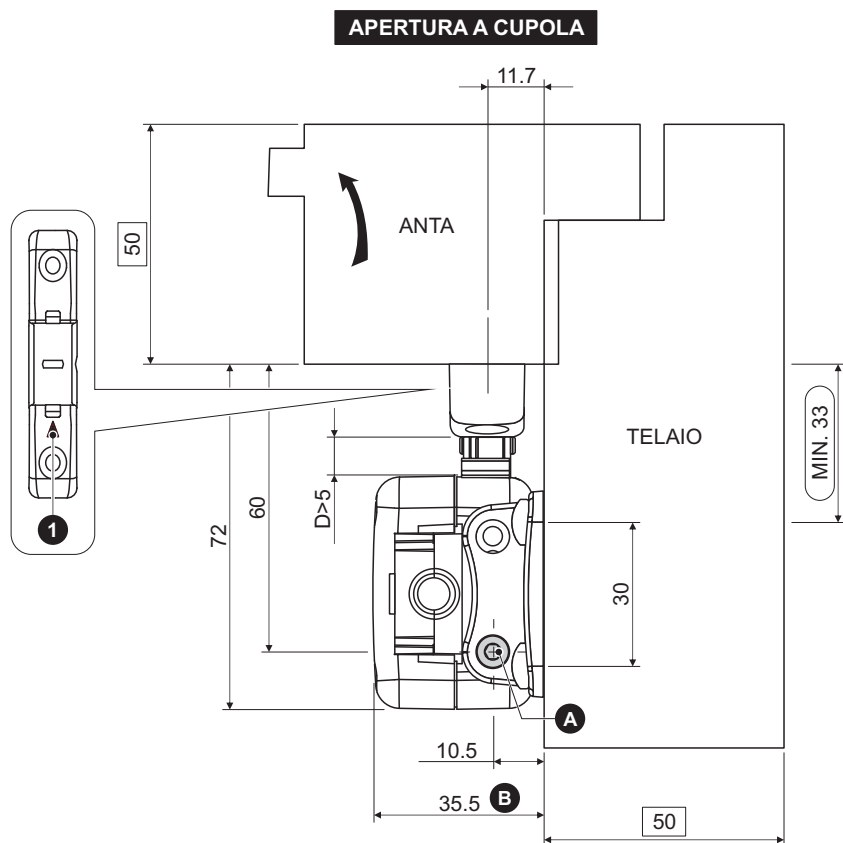 APERTURA A CUPOLA
11.7
50
ANTA
TELAIO
MIN. 33
1
D>5
60
72
30
A
10.5
35.5 B
50